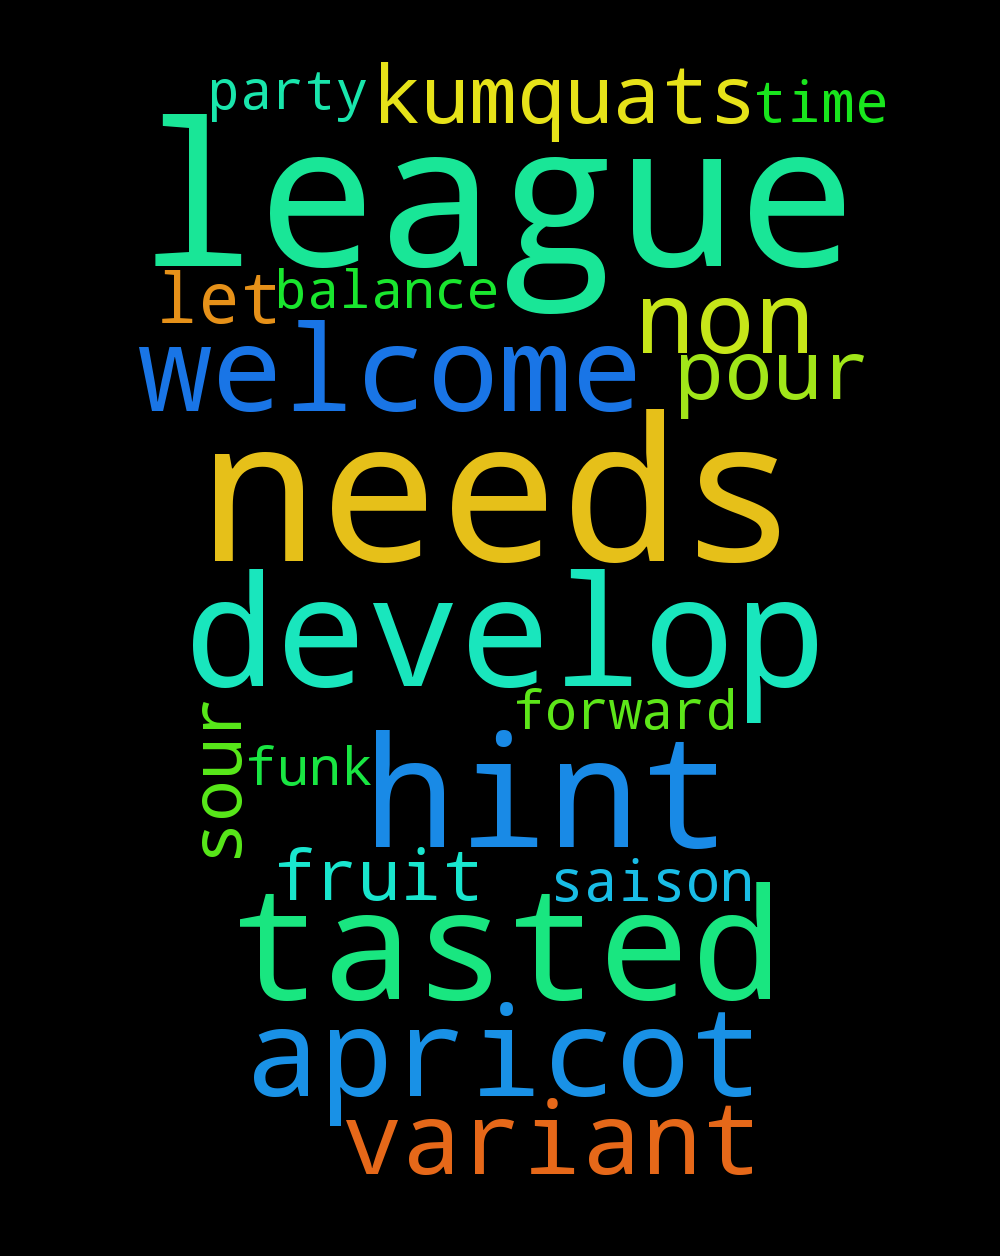 party kumquats time
league
let balance non
welcome pour
needs
develop
sour forward
funk hint
fruit saison
tasted
apricot
variant